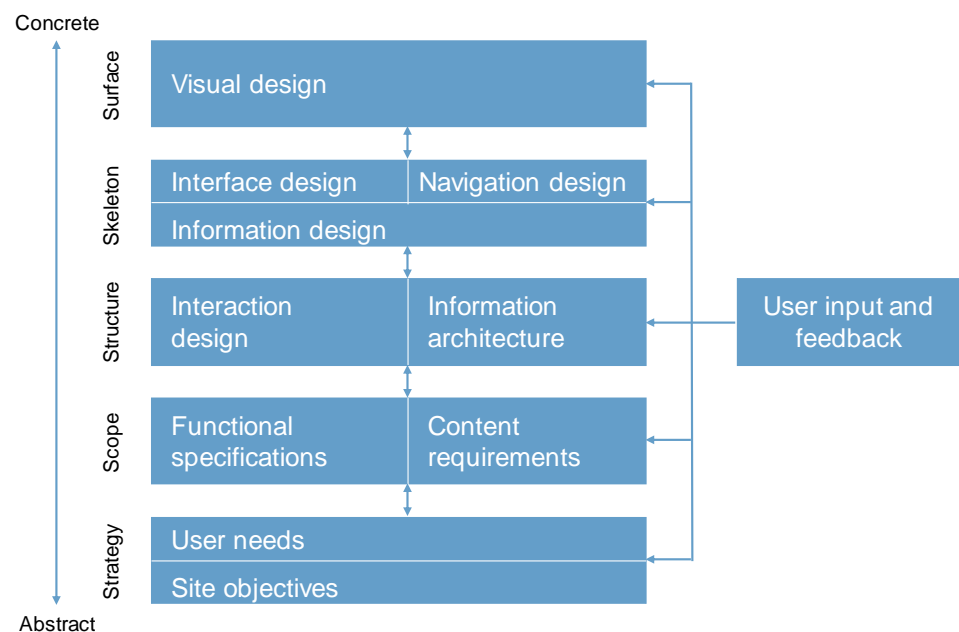 Concrete
Surface
Visual design
Skeleton
Interface design
Navigation design
Information design
Structure
Interaction
design
Information
architecture
User input and
feedback
Scope
Functional
specifications
Content
requirements
Strategy
User needs
Site objectives
Abstract